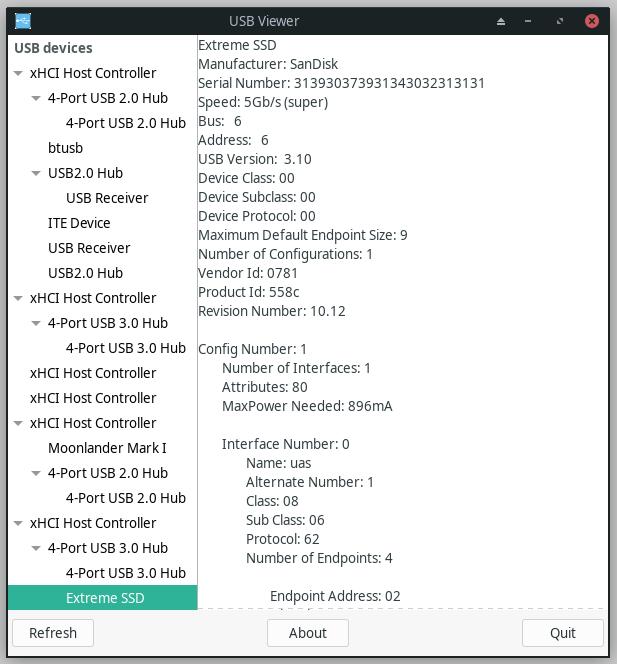 USB Viewer
USB devices
xHCI Host Controller
4-Port USB 2.0 Hub
4-Port USB 2.0 Hub
btusb
USB2.0 Hub
USB Receiver
ITE Device
USB Receiver
USB2.0 Hub
xHCI Host Controller
4-Port USB 3.0 Hub
4-Port USB 3.0 Hub
xHCI Host Controller
xHCI Host Controller
xHCI Host Controller
Moonlander Mark I
4-Port USB 2.0 Hub
4-Port USB 2.0 Hub
xHCI Host Controller
4-Port USB 3.0 Hub
4-Port USB 3.0 Hub
Extreme SSD
Extreme SSD
Manufacturer: SanDisk
Serial Number: 313930373931343032313131
Speed: 5Gb/s (super)
Bus: 6
Address: 6
USB Version: 3.10
Device Class: 00
Device Subclass: 00
Device Protocol: 00
Maximum Default Endpoint Size: 9
Number of Configurations: 1
Vendor Id: 0781
Product Id: 558c
Revision Number: 10.12
Config Number: 1
Number of Interfaces: 1
Attributes: 80
MaxPower Needed: 896mA
Interface Number: 0
Name: uas
Alternate Number: 1
Class: 08
Sub Class: 06
Protocol: 62
Number of Endpoints: 4
Endpoint Address: 02
Refresh
About
Quit